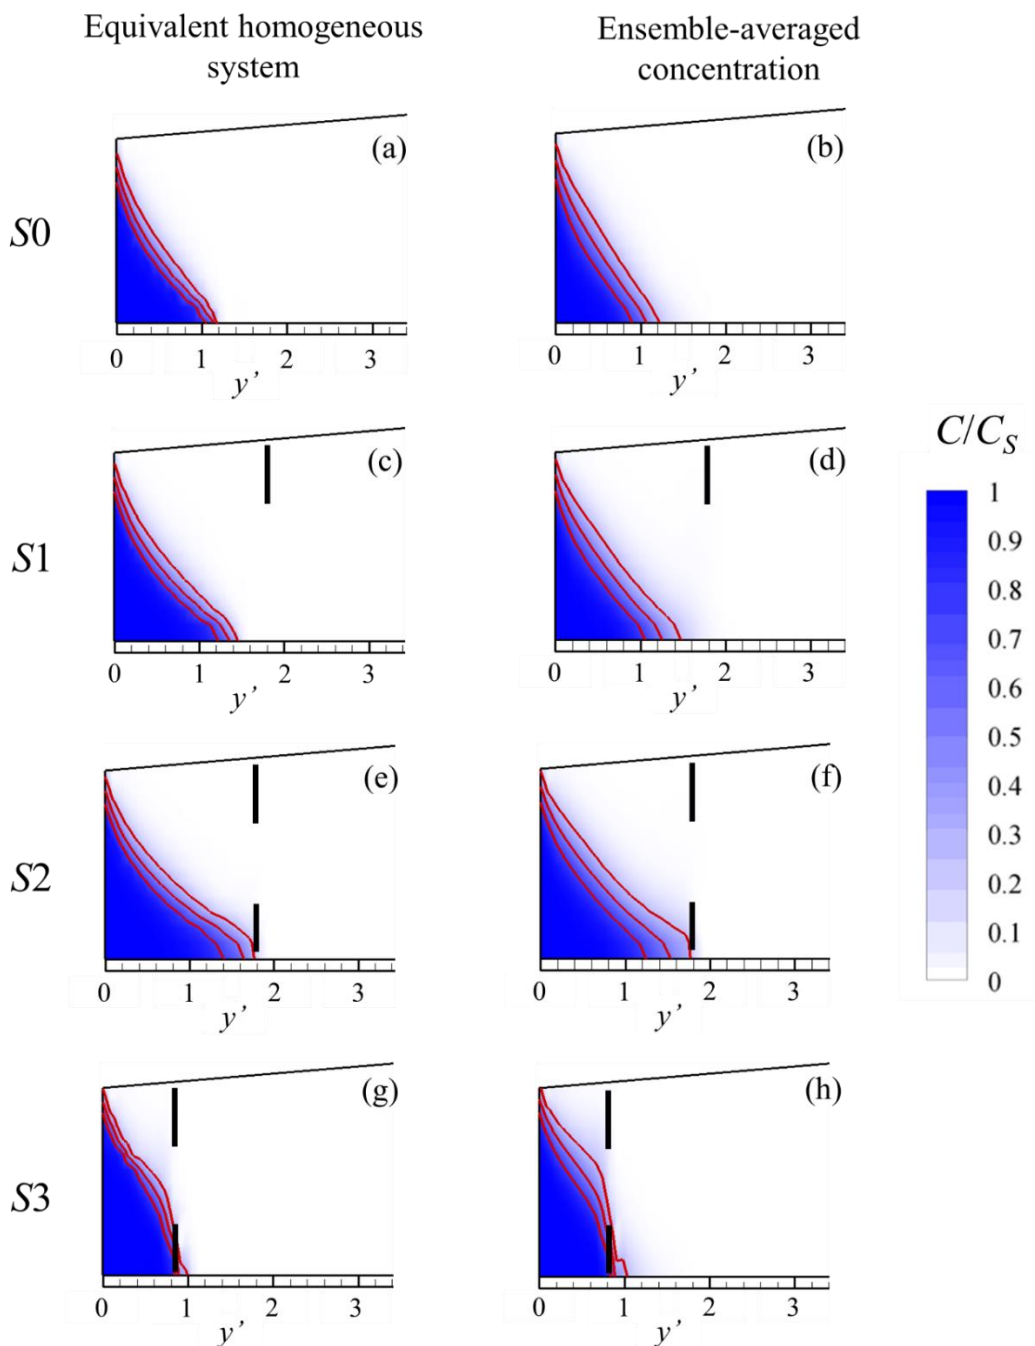 Equivalent homogeneous
system
Ensemble-averaged
concentration
S0
(a)
(b)
0 1 2 3
y’
0 1 2 3
y’
S1
(c)
(d)
0 1 2 3
y’
0 1 2 3
y’
C/C_S
1
0.9
0.8
0.7
0.6
0.5
0.4
0.3
0.2
0.1
0
S2
(e)
(f)
0 1 2 3
y’
0 1 2 3
y’
S3
(g)
(h)
0 1 2 3
y’
0 1 2 3
y’